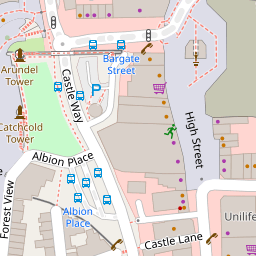 Arundel
Tower
Bargate
Street
Castle Way
P
High Street
Catchcold
Tower
Albion Place
Forest View
Albion
Place
Castle Lane
Unilife